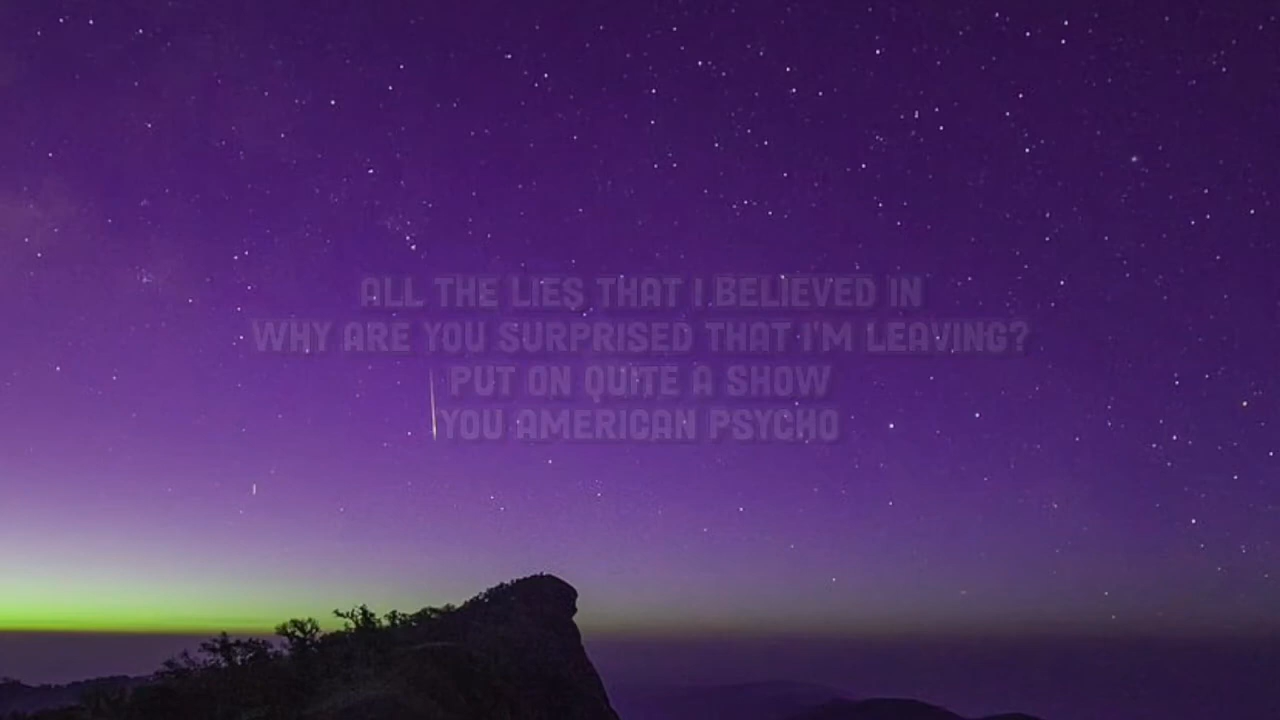 ALL THE LIES THAT I BELIEVED IN
WHY ARE YOU SURPRISED THAT I'M LEAVING?
PUT ON QUITE A SHOW
YOU AMERICAN PSYCHO